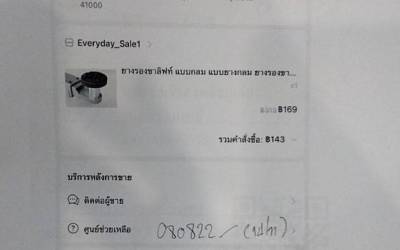 41000
Everyday_Sale1 >
ยางรองขาลิฟท์ แบบกลม แบบยางกลม ยางรองขา...
x1
฿169
รวมคำสั่งซื้อ: ฿143
บริการหลังการขาย
ติดต่อผู้ขาย
ศูนย์ช่วยเหลือ
080822